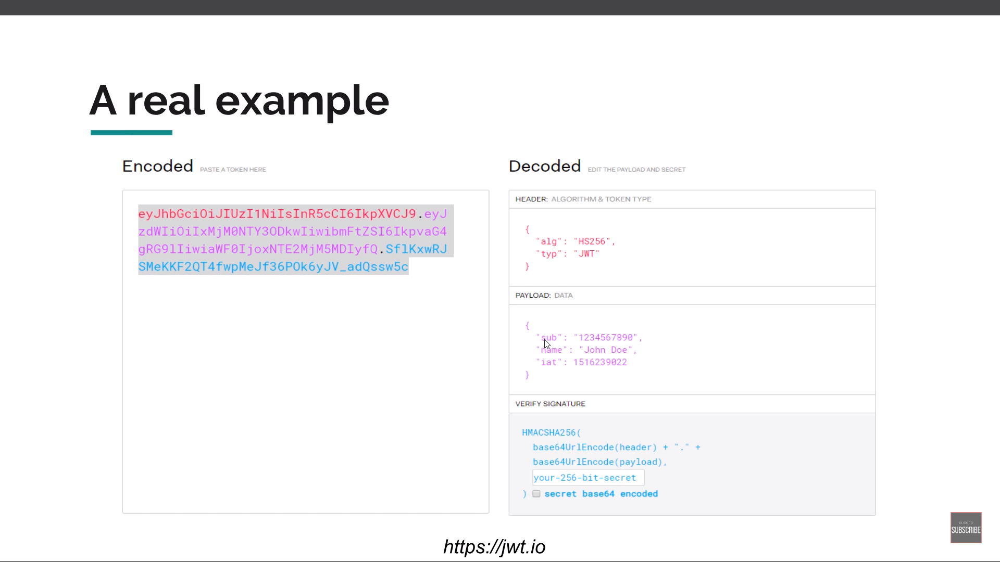 A real example
Encoded PASTE A TOKEN HERE
eyJhbGciOiJIUzI1NiIsInR5cCI6IkpXVCJ9.eyJ
zdWIiOiIxMjM0NTY3ODkwIiwibmFtZSI6IkpvaG4
gRG9lIiwiaWF0IjoxNTE2MjM5MDIyfQ.SflKxwRJ
SMeKKF2QT4fwpMeJf36POk6yJV_adQssw5c
Decoded EDIT THE PAYLOAD AND SECRET
HEADER: ALGORITHM & TOKEN TYPE
{
"alg": "HS256",
"typ": "JWT"
}
PAYLOAD: DATA
{
"sub": "1234567890",
"name": "John Doe",
"iat": 1516239022
}
VERIFY SIGNATURE
HMACSHA256(
base64UrlEncode(header) + "." +
base64UrlEncode(payload),
your-256-bit-secret
) secret base64 encoded
CLICK TO
SUBSCRIBE
https://jwt.io